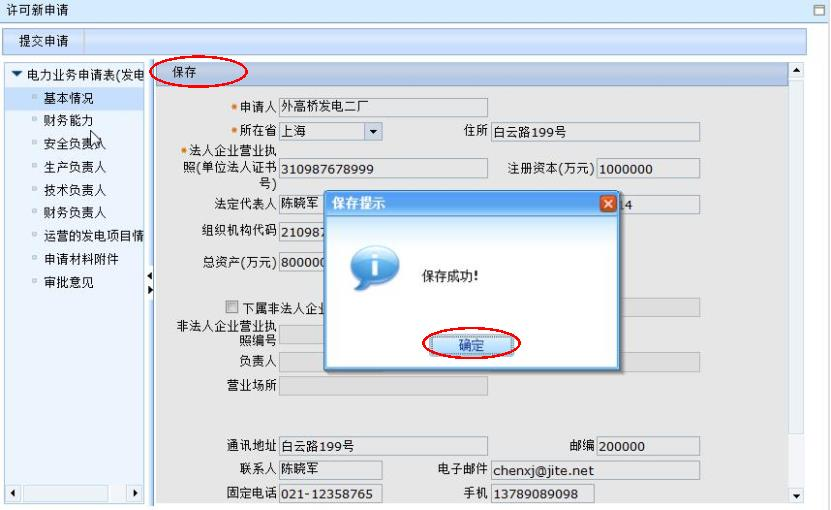 许可新申请
提交申请
电力业务申请表(发电
基本情况
财务能力
安全负责人
生产负责人
技术负责人
财务负责人
运营的发电项目情
申请材料附件
审批意见
保存
*申请人 外高桥发电二厂
*所在省 上海 住所 白云路199号
*法人企业营业执
照(单位法人证书 310987678999 注册资本(万元) 1000000
号)
法定代表人 陈晓军 14
组织机构代码 21098
总资产(万元) 80000
下属非法人企业
非法人企业营业执
照编号
负责人
营业场所
通讯地址 白云路199号 邮编 200000
联系人 陈晓军 电子邮件 chenxj@jite.net
固定电话 021-12358765 手机 13789089098
保存提示
保存成功!
确定